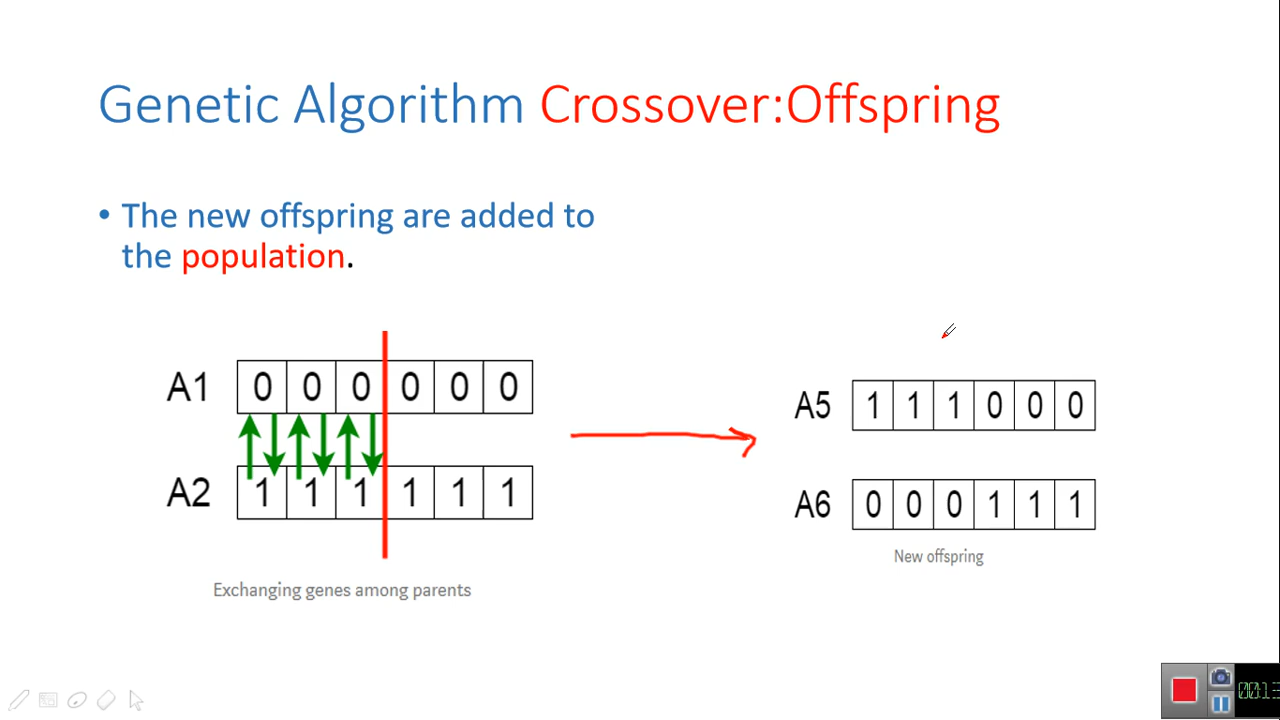 Genetic Algorithm Crossover:Offspring
• The new offspring are added to
the population.
A1 0 0 0 0 0 0
A2 1 1 1 1 1 1
Exchanging genes among parents
A5 1 1 1 0 0 0
A6 0 0 0 1 1 1
New offspring